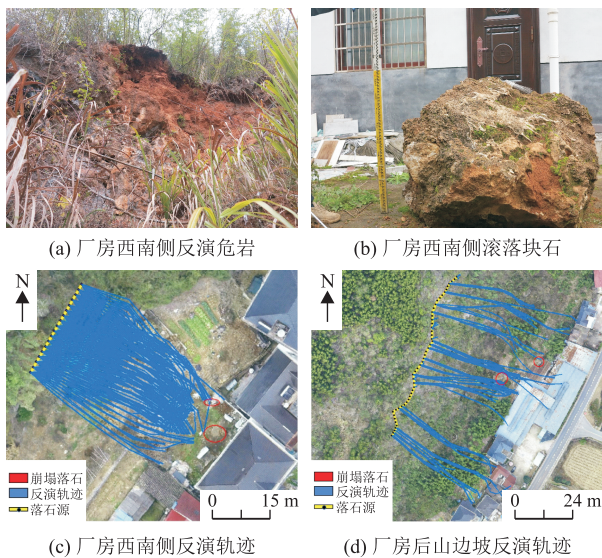 (a) 厂房西南侧反演危岩
(b) 厂房西南侧滚落块石
N
崩塌落石
反演轨迹
落石源
0 15 m
(c) 厂房西南侧反演轨迹
N
崩塌落石
反演轨迹
落石源
0 24 m
(d) 厂房后山边坡反演轨迹